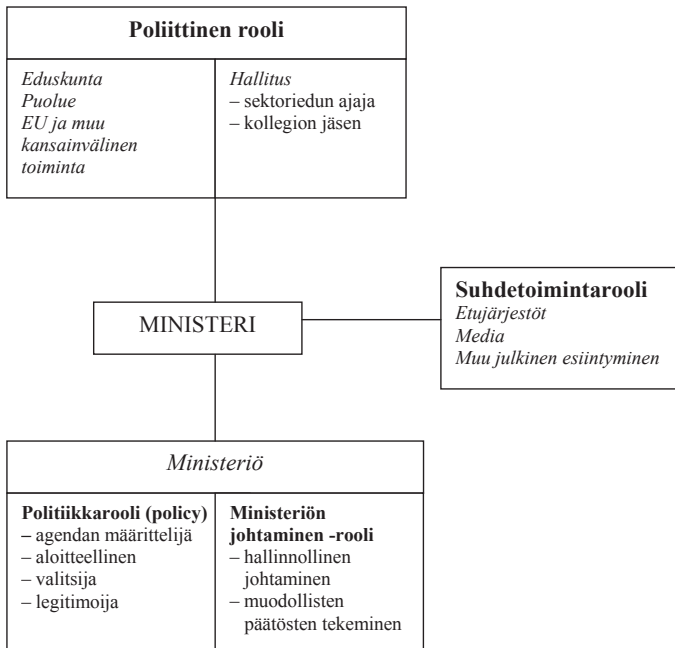 Poliittinen rooli
Eduskunta
Puolue
EU ja muu
kansainvälinen
toiminta
Hallitus
– sektoriedun ajaja
– kollegion jäsen
MINISTERI
Suhdetoimintarooli
Etujärjestöt
Media
Muu julkinen esiintyminen
Ministeriö
Politiikkarooli (policy)
– agendan määrittelijä
– aloitteellinen
– valitsija
– legitimoija
Ministeriön
johtaminen -rooli
– hallinnollinen
johtaminen
– muodollisten
päätösten tekeminen